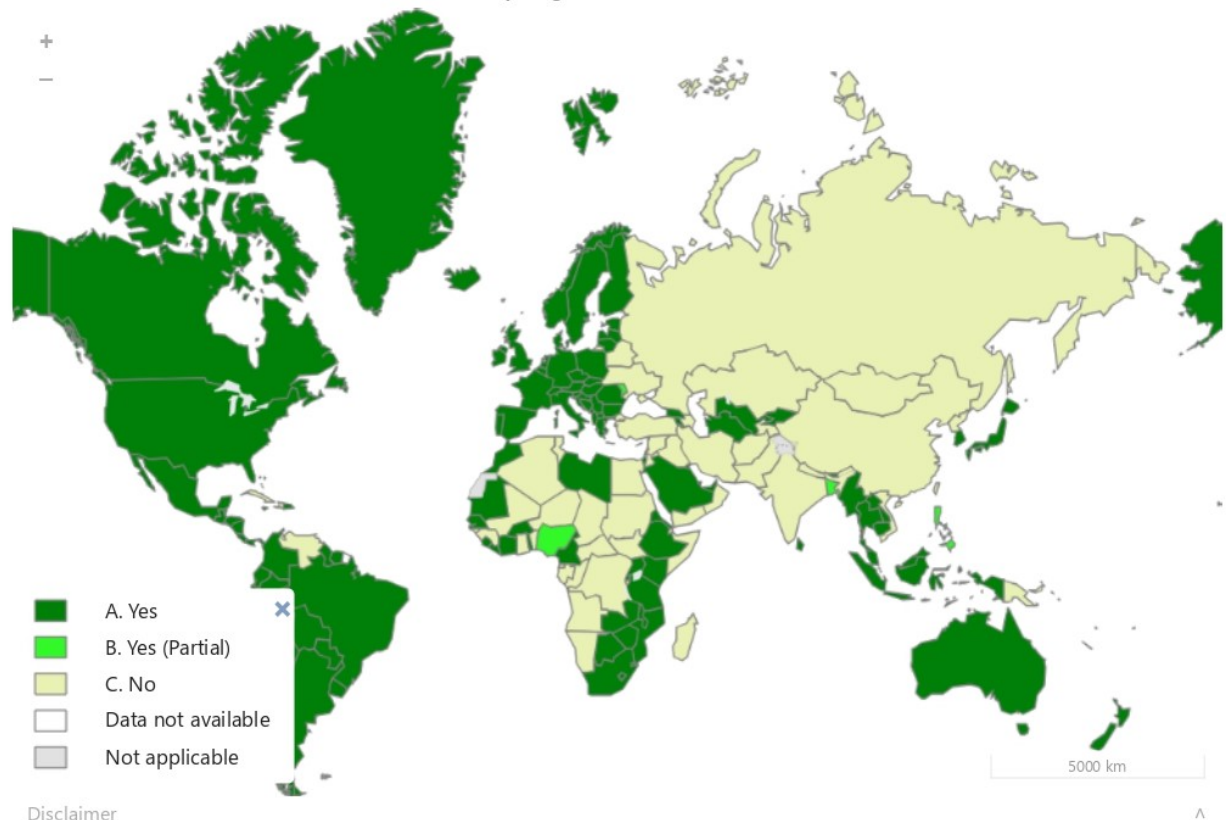 +
−
A. Yes
B. Yes (Partial)
C. No
Data not available
Not applicable
5000 km
Disclaimer
^